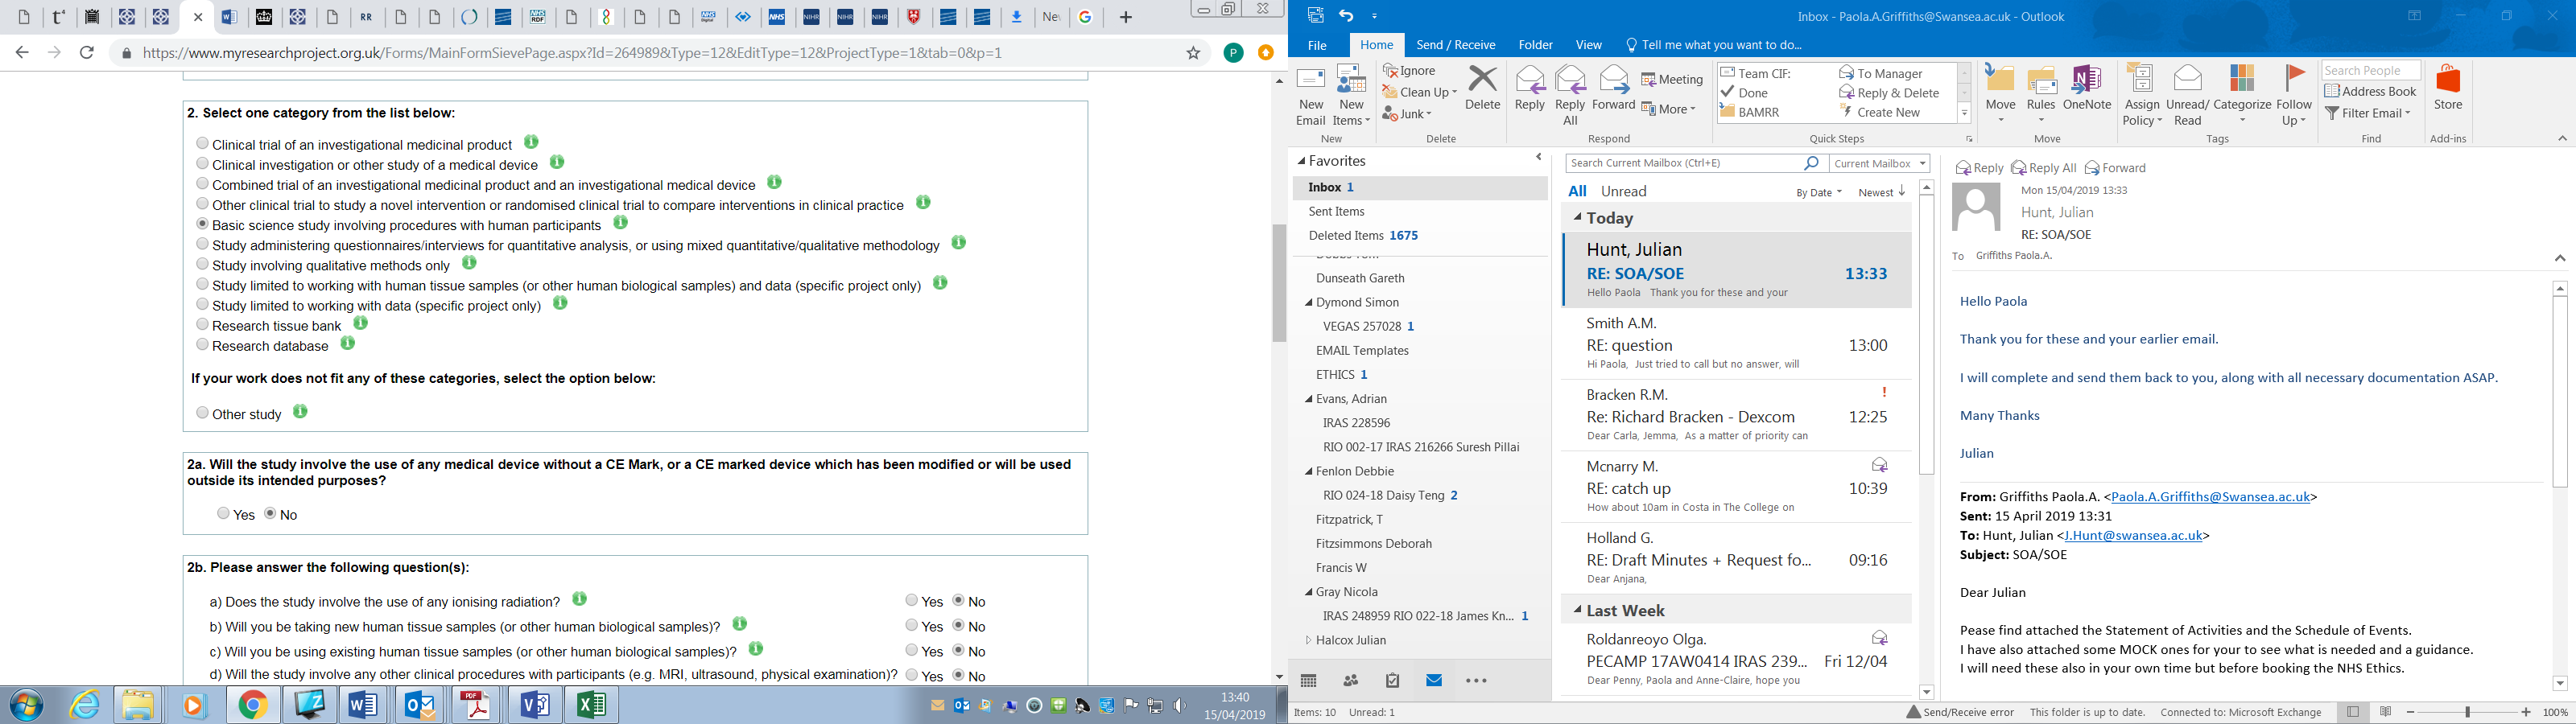 RR
NHS RDF
NHS Digital
NHS
NIHR
NIHR
NIHR
Ne
https://www.myresearchproject.org.uk/Forms/MainFormSievePage.aspx?Id=264989&Type=12&EditType=12&ProjectType=1&tab=0&p=1
P
2. Select one category from the list below:
Clinical trial of an investigational medicinal product
Clinical investigation or other study of a medical device
Combined trial of an investigational medicinal product and an investigational medical device
Other clinical trial to study a novel intervention or randomised clinical trial to compare interventions in clinical practice
Basic science study involving procedures with human participants
Study administering questionnaires/interviews for quantitative analysis, or using mixed quantitative/qualitative methodology
Study involving qualitative methods only
Study limited to working with human tissue samples (or other human biological samples) and data (specific project only)
Study limited to working with data (specific project only)
Research tissue bank
Research database
If your work does not fit any of these categories, select the option below:
Other study
2a. Will the study involve the use of any medical device without a CE Mark, or a CE marked device which has been modified or will be used
outside its intended purposes?
Yes No
2b. Please answer the following question(s):
a) Does the study involve the use of any ionising radiation? Yes No
b) Will you be taking new human tissue samples (or other human biological samples)? Yes No
c) Will you be using existing human tissue samples (or other human biological samples)? Yes No
d) Will the study involve any other clinical procedures with participants (e.g. MRI, ultrasound, physical examination)? Yes No
13:40
15/04/2019
Inbox - Paola.A.Griffiths@Swansea.ac.uk - Outlook
File Home Send / Receive Folder View Tell me what you want to do...
New Email
New Items
New
Ignore
Clean Up
Junk
Delete
Delete
Reply
Reply All
Forward
Meeting
More
Respond
Team CIF:
Done
BAMRR
To Manager
Reply & Delete
Create New
Quick Steps
Move
Rules
OneNote
Move
Assign Policy
Unread/ Read
Categorize
Follow Up
Tags
Search People
Address Book
Filter Email
Find
Store
Add-ins
Favorites
Inbox 1
Sent Items
Deleted Items 1675
Dunseath Gareth
Dymond Simon
VEGAS 257028 1
EMAIL Templates
ETHICS 1
Evans, Adrian
IRAS 228596
RIO 002-17 IRAS 216266 Suresh Pillai
Fenlon Debbie
RIO 024-18 Daisy Teng 2
Fitzpatrick, T
Fitzsimmons Deborah
Francis W
Gray Nicola
IRAS 248959 RIO 022-18 James Kn... 1
Halcox Julian
Search Current Mailbox (Ctrl+E) Current Mailbox
All Unread By Date Newest
Today
Hunt, Julian
RE: SOA/SOE 13:33
Hello Paola Thank you for these and your
Smith A.M.
RE: question 13:00
Hi Paola, Just tried to call but no answer, will
Bracken R.M. !
Re: Richard Bracken - Dexcom 12:25
Dear Carla, Jemma, As a matter of priority can
Mcnarry M.
RE: catch up 10:39
How about 10am in Costa in The College on
Holland G.
RE: Draft Minutes + Request fo... 09:16
Dear Anjana,
Last Week
Roldanreoyo Olga.
PECAMP 17AW0414 IRAS 239... Fri 12/04
Dear Penny, Paola and Anne-Claire, hope you
Reply Reply All Forward
Mon 15/04/2019 13:33
Hunt, Julian
RE: SOA/SOE
To Griffiths Paola.A.
Hello Paola
Thank you for these and your earlier email.
I will complete and send them back to you, along with all necessary documentation ASAP.
Many Thanks
Julian
From: Griffiths Paola.A. <Paola.A.Griffiths@Swansea.ac.uk>
Sent: 15 April 2019 13:31
To: Hunt, Julian <J.Hunt@swansea.ac.uk>
Subject: SOA/SOE
Dear Julian
Pease find attached the Statement of Activities and the Schedule of Events.
I have also attached some MOCK ones for your to see what is needed and a guidance.
I will need these also in your own time but before booking the NHS Ethics.
Items: 10 Unread: 1
Send/Receive error This folder is up to date. Connected to: Microsoft Exchange 100%